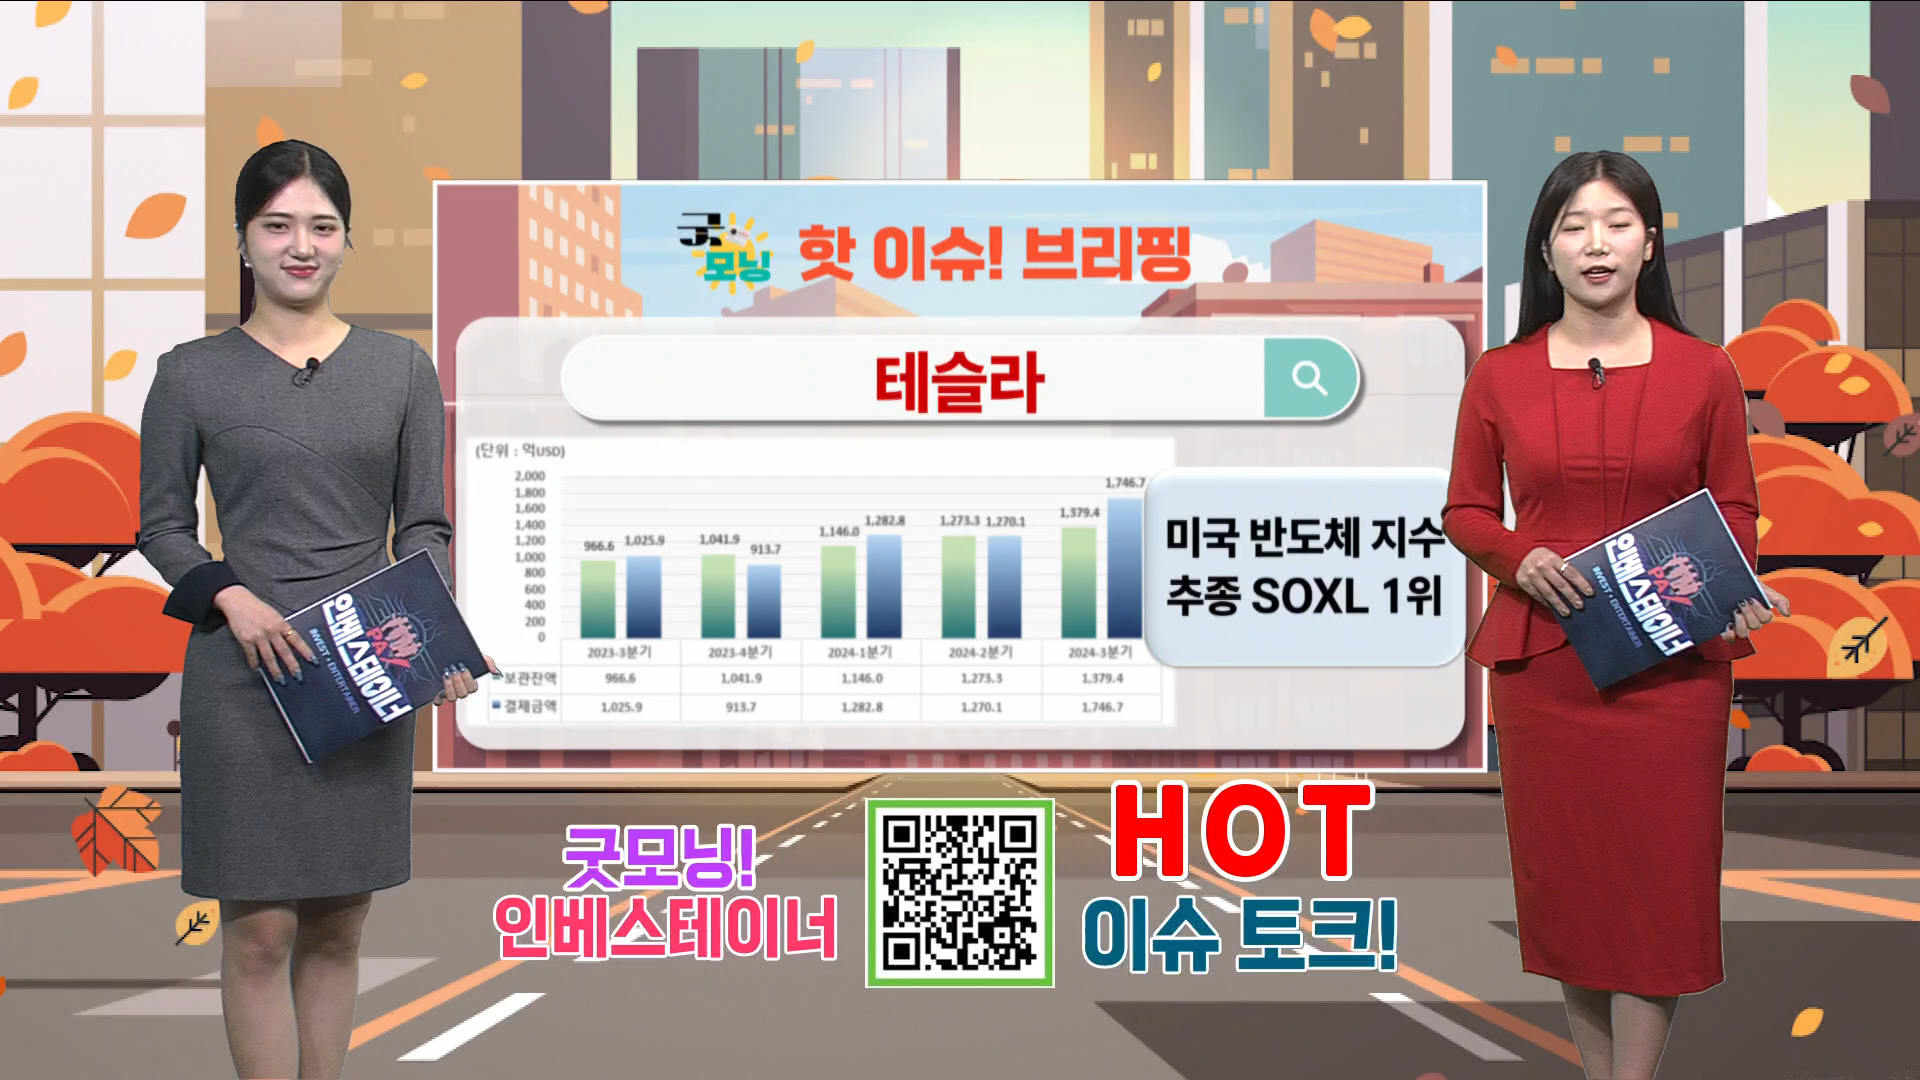 굿모닝
핫 이슈! 브리핑
테슬라
(단위 : 억USD)
2,000
1,800
1,600
1,400
1,200
1,000
800
600
400
200
0
966.6 1,025.9
1,041.9 913.7
1,146.0 1,282.8
1,273.3 1,270.1
1,379.4 1,746.7
2023-3분기 2023-4분기 2024-1분기 2024-2분기 2024-3분기
보관잔액 966.6 1,041.9 1,146.0 1,273.3 1,379.4
결제금액 1,025.9 913.7 1,282.8 1,270.1 1,746.7
미국 반도체 지수
추종 SOXL 1위
인베스테이너
PAXNet
INVEST + ENTERTAINER
인베스테이너
INVEST + ENTERTAINER
굿모닝!
인베스테이너
HOT
이슈 토크!